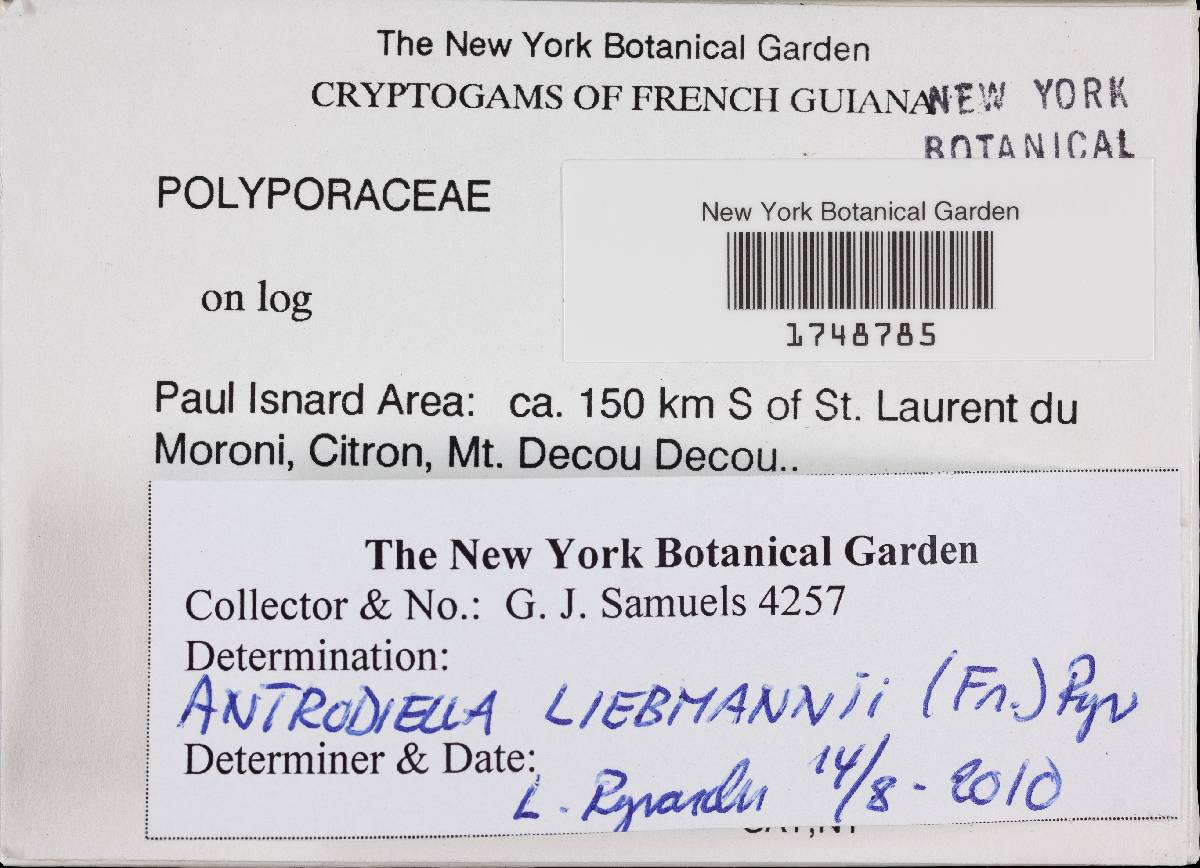 The New York Botanical Garden
CRYPTOGAMS OF FRENCH GUIANA
NEW YORK
BOTANICAL
POLYPORACEAE
New York Botanical Garden
1748785
on log
Paul Isnard Area: ca. 150 km S of St. Laurent du
Moroni, Citron, Mt. Decou Decou..
The New York Botanical Garden
Collector & No.: G. J. Samuels 4257
Determination:
ANTRODIELLA LIEBMANNii (Fr.) Ryv
Determiner & Date:
L. Ryvarden 14/8-2010